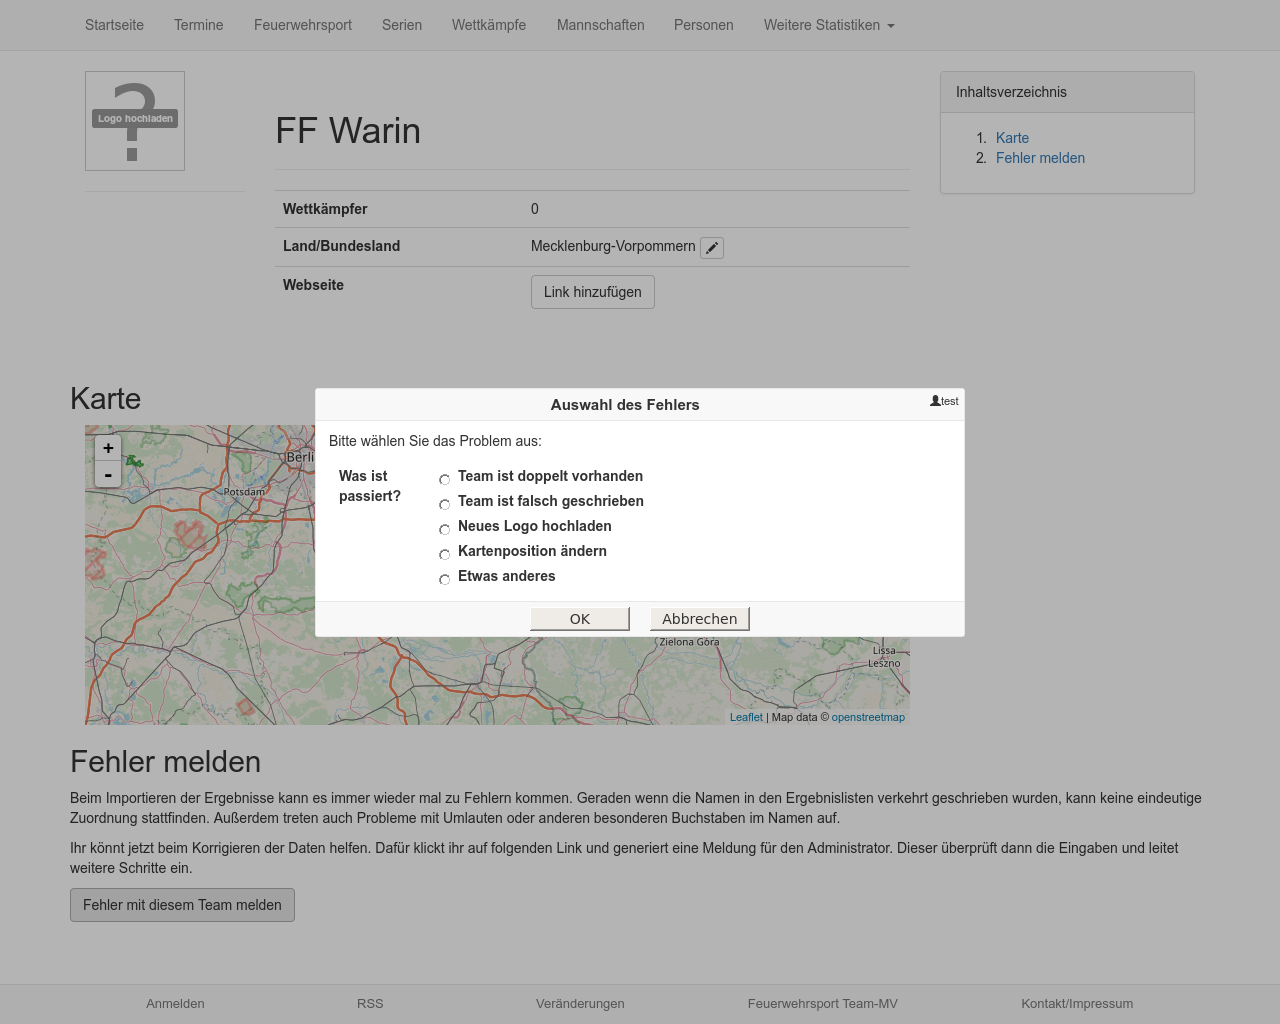 Startseite Termine Feuerwehrsport Serien Wettkämpfe Mannschaften Personen Weitere Statistiken
?
Logo hochladen
FF Warin
Inhaltsverzeichnis
1. Karte
2. Fehler melden
Wettkämpfer 0
Land/Bundesland Mecklenburg-Vorpommern
Webseite Link hinzufügen
Karte
+
-
Berli
Potsdam
Zielona Góra
Lissa
Leszno
Leaflet | Map data © openstreetmap
Auswahl des Fehlers
test
Bitte wählen Sie das Problem aus:
Was ist
passiert?
Team ist doppelt vorhanden
Team ist falsch geschrieben
Neues Logo hochladen
Kartenposition ändern
Etwas anderes
OK Abbrechen
Fehler melden
Beim Importieren der Ergebnisse kann es immer wieder mal zu Fehlern kommen. Geraden wenn die Namen in den Ergebnislisten verkehrt geschrieben wurden, kann keine eindeutige
Zuordnung stattfinden. Außerdem treten auch Probleme mit Umlauten oder anderen besonderen Buchstaben im Namen auf.
Ihr könnt jetzt beim Korrigieren der Daten helfen. Dafür klickt ihr auf folgenden Link und generiert eine Meldung für den Administrator. Dieser überprüft dann die Eingaben und leitet
weitere Schritte ein.
Fehler mit diesem Team melden
Anmelden RSS Veränderungen Feuerwehrsport Team-MV Kontakt/Impressum